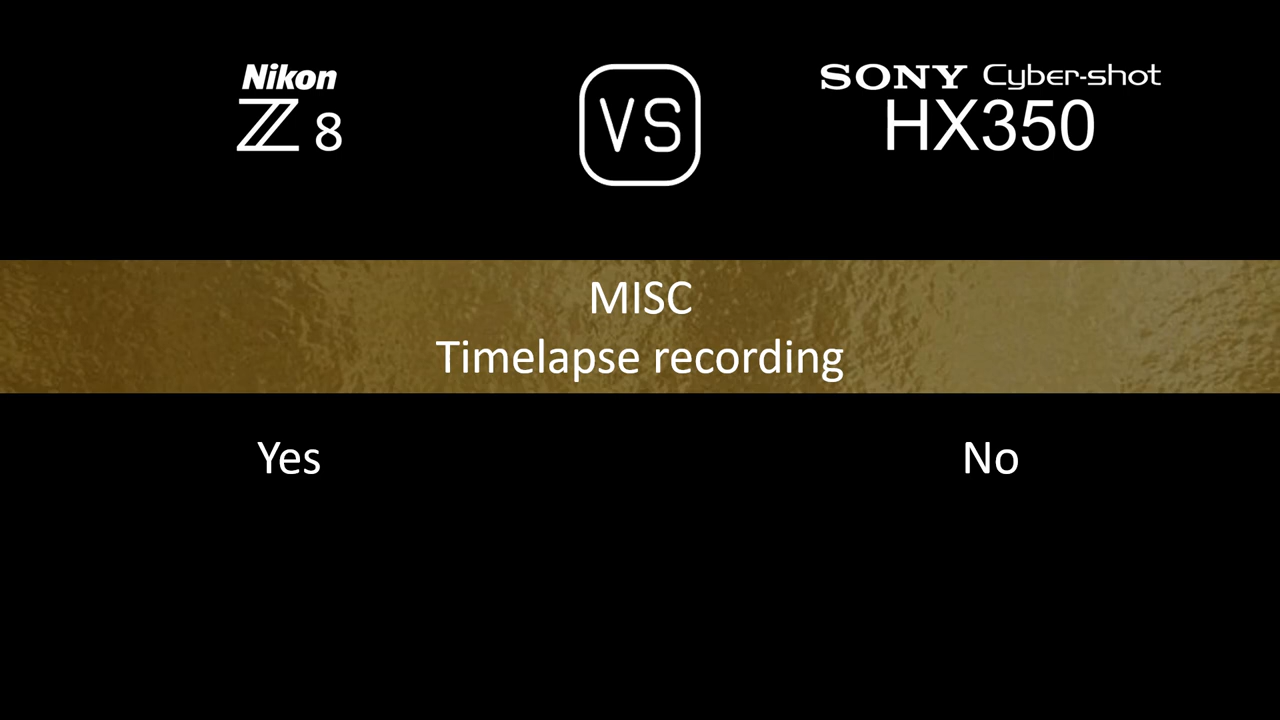 Nikon
Z 8
VS
SONY Cyber-shot
HX350
MISC
Timelapse recording
Yes
No